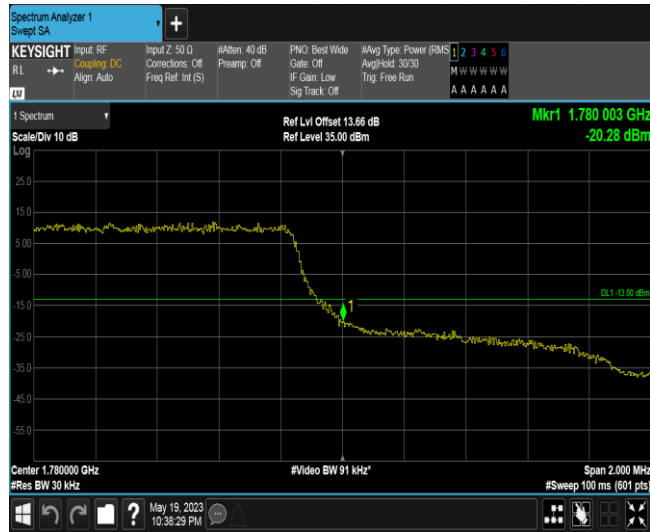 Spectrum Analyzer 1
Swept SA
KEYSIGHT
RL
LXI
Input: RF
Coupling: DC
Align: Auto
Input Z: 50 Ω
Corrections: Off
Freq Ref: Int (S)
#Atten: 40 dB
Preamp: Off
PNO: Best Wide
Gate: Off
IF Gain: Low
Sig Track: Off
#Avg Type: Power (RMS
Avg|Hold: 30/30
Trig: Free Run
1 2 3 4 5 6
M W W W W W
A A A A A A
1 Spectrum
Scale/Div 10 dB
Ref Lvl Offset 13.66 dB
Ref Level 35.00 dBm
Mkr1 1.780 003 GHz
-20.28 dBm
Log
25.0
15.0
5.00
-5.00
-15.0
-25.0
-35.0
-45.0
-55.0
1
DL1 -13.00 dBm
Center 1.780000 GHz
#Res BW 30 kHz
#Video BW 91 kHz*
Span 2.000 MHz
#Sweep 100 ms (601 pts)
?
May 19, 2023
10:38:29 PM